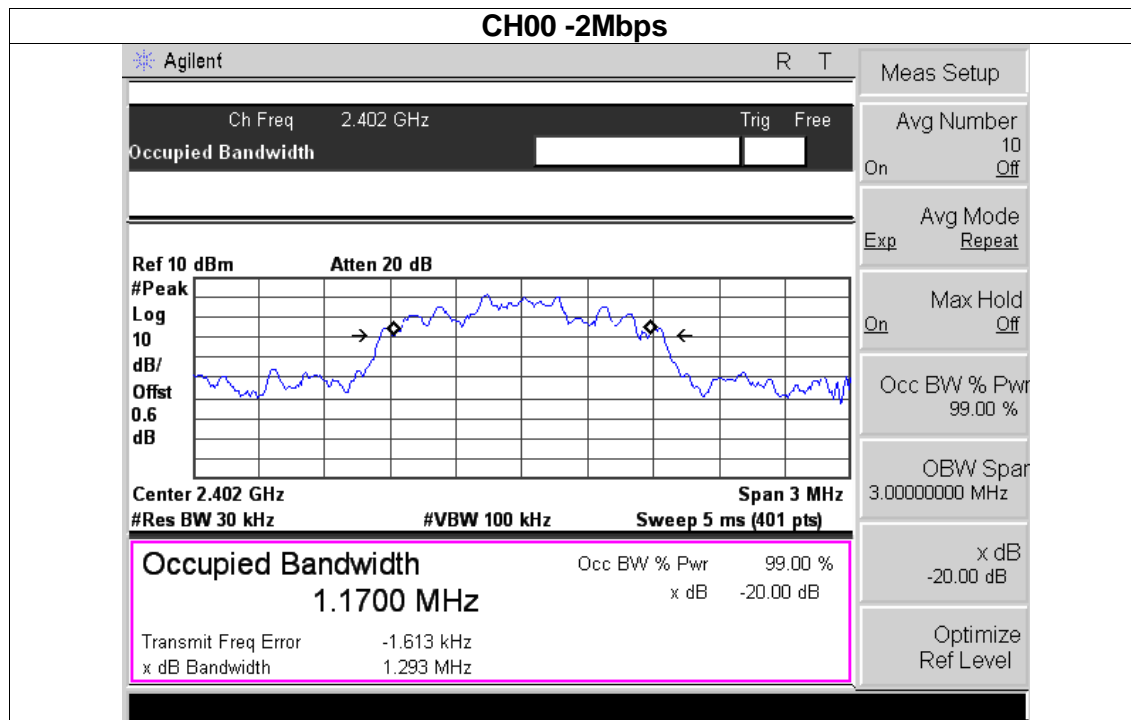 CH00 -2Mbps
Agilent R T
Ch Freq 2.402 GHz Trig Free
Occupied Bandwidth
Ref 10 dBm Atten 20 dB
#Peak
Log
10
dB/
Offst
0.6
dB
Center 2.402 GHz Span 3 MHz
#Res BW 30 kHz #VBW 100 kHz Sweep 5 ms (401 pts)
Occupied Bandwidth Occ BW % Pwr 99.00 %
1.1700 MHz x dB -20.00 dB
Transmit Freq Error -1.613 kHz
x dB Bandwidth 1.293 MHz
Meas Setup
Avg Number
10
On Off
Avg Mode
Exp Repeat
Max Hold
On Off
Occ BW % Pwr
99.00 %
OBW Span
3.00000000 MHz
x dB
-20.00 dB
Optimize
Ref Level